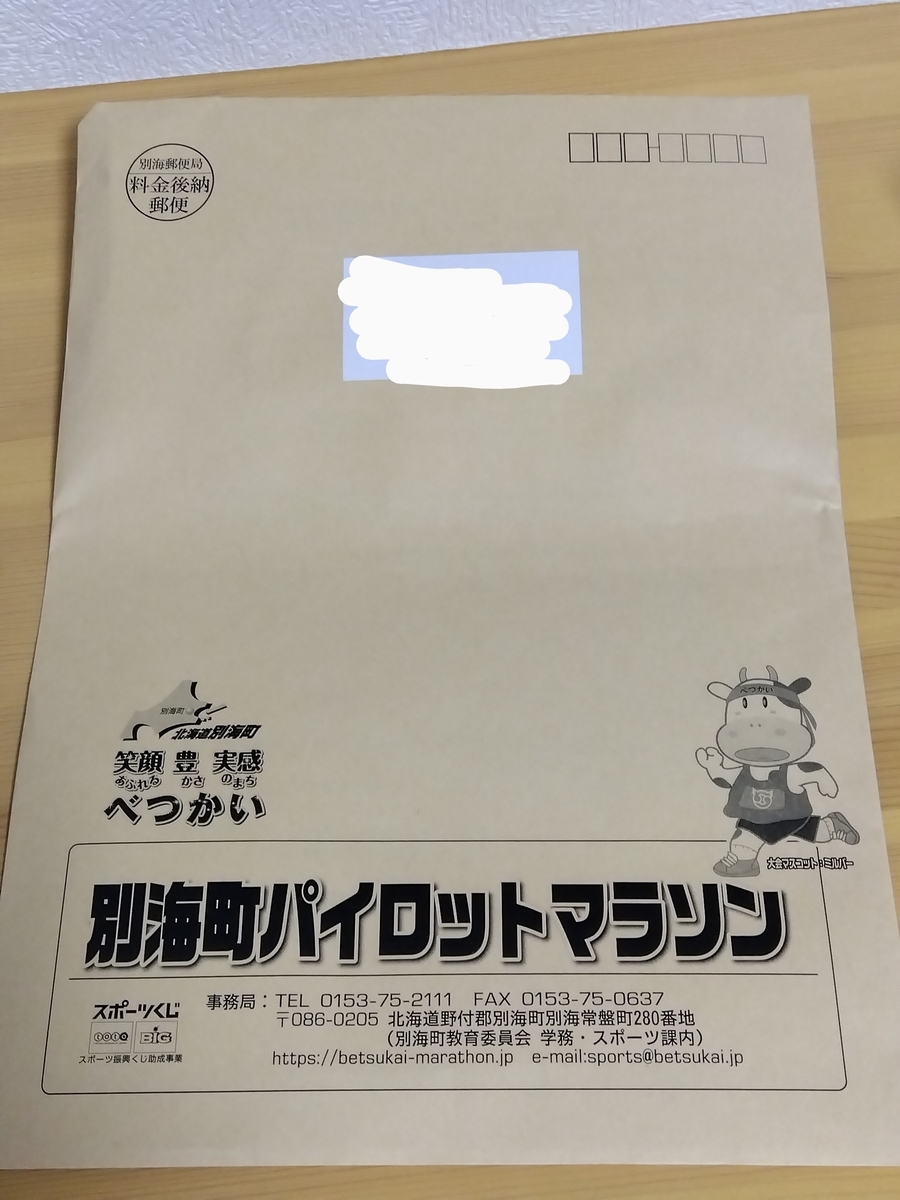 別海郵便局
料金後納
郵便
べつかい
別海町
北海道別海町
笑顔 豊 実感
あふれる かさ のまち
べつかい
大会マスコット:ミルバー
別海町パイロットマラソン
スポーツくじ
toto BIG
スポーツ振興くじ助成事業
事務局:TEL 0153-75-2111 FAX 0153-75-0637
〒086-0205 北海道野付郡別海町別海常盤町280番地
(別海町教育委員会 学務・スポーツ課内)
https://betsukai-marathon.jp e-mail:sports@betsukai.jp